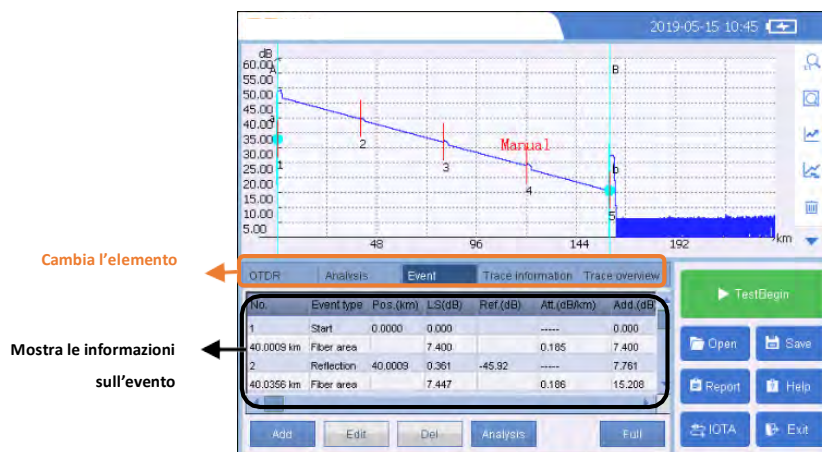 2019-05-15 10:45
dB
60.00
A
B
55.00
50.00
45.00
40.00
a
35.00
30.00
25.00
20.00
15.00
10.00
5.00
1
2
3
Manual
4
b
5
48
96
144
192
km
Cambia l'elemento
OTDR Analysis Event Trace information Trace overview
No. Event type Pos.(km) LS(dB) Ref.(dB) Att.(dB/km) Add.(dB
1 Start 0.0000 0.000 ----- 0.000
40.0009 km Fiber area 7.400 0.185 7.400
2 Reflection 40.0009 0.361 -45.92 ----- 7.761
40.0356 km Fiber area 7.447 0.186 15.208
Mostra le informazioni
sull'evento
Add Edit Del Analysis Full
TestBegin
Open Save
Report Help
IOTA Exit